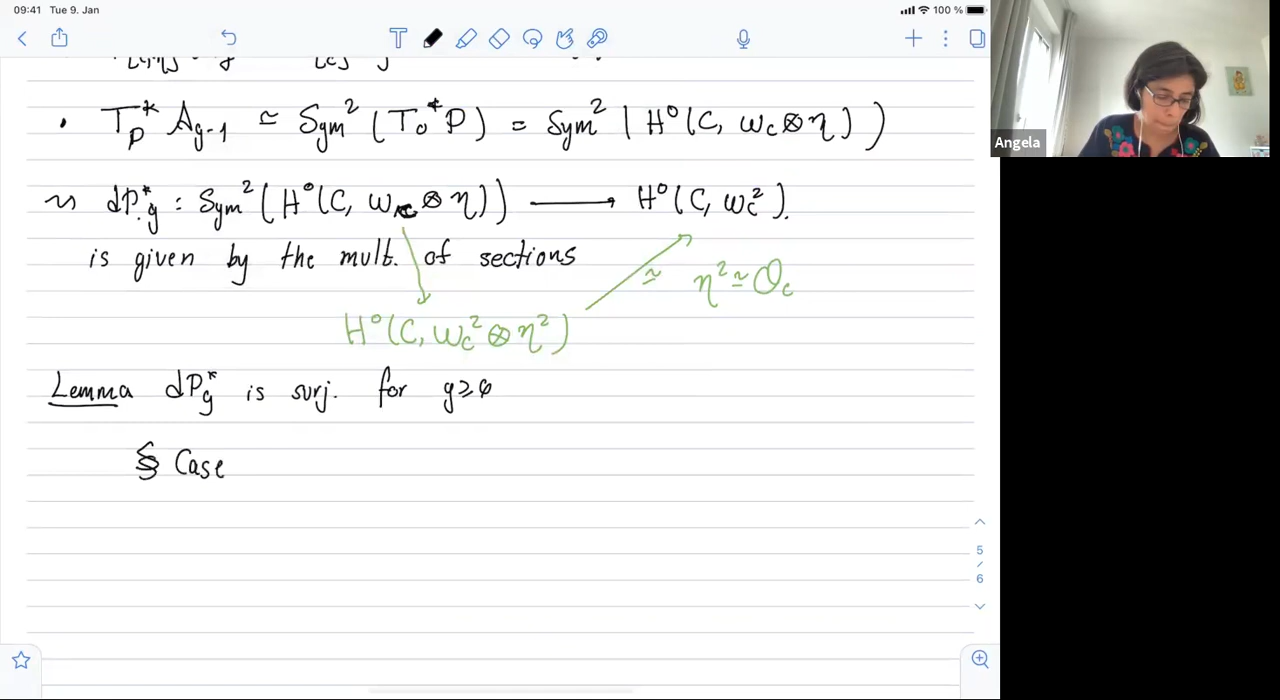 09:41 Tue 9. Jan
100 %
Angela
• T_P^* A_{g-1} ≃ Sym^2 (T_0^* P) = Sym^2 ( H^0 (C, ω_C ⊗ η) )
⇝ dP_g^* : Sym^2 (H^0 (C, ω_C ⊗ η)) ⟶ H^0 (C, ω_C^2).
is given by the mult. of sections
≃ η^2 ≃ O_C
H^0 (C, ω_C^2 ⊗ η^2)
Lemma dP_g^* is surj. for g ≥ 6
§ Case
5
/
6